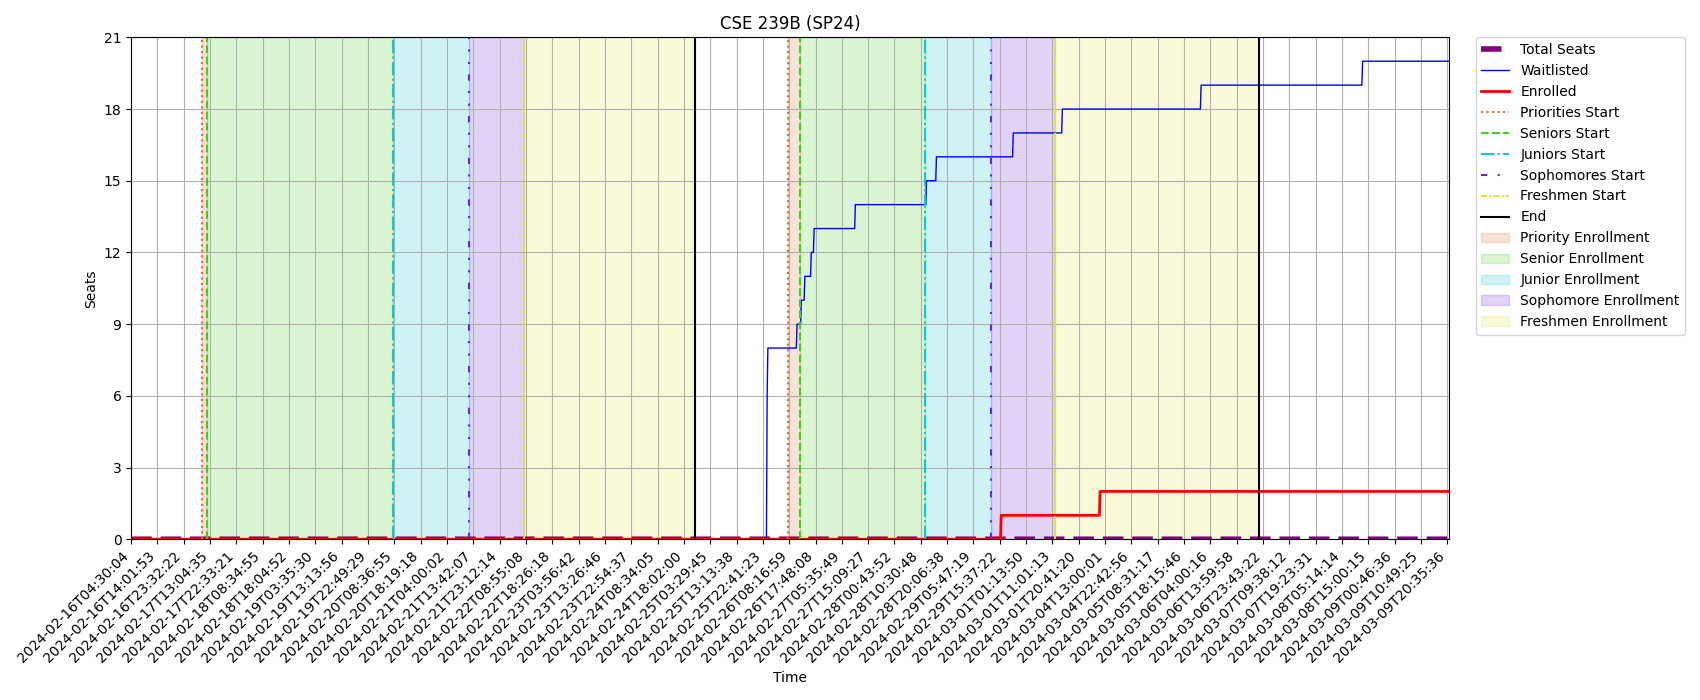 CSE 239B (SP24)
Seats
21
18
15
12
9
6
3
0
2024-02-16T04:30:04
2024-02-16T14:01:53
2024-02-16T23:32:22
2024-02-17T13:04:35
2024-02-17T22:33:21
2024-02-18T08:34:55
2024-02-18T18:04:52
2024-02-19T03:35:30
2024-02-19T13:13:56
2024-02-19T22:49:29
2024-02-20T08:36:55
2024-02-20T18:19:18
2024-02-21T04:00:02
2024-02-21T13:42:07
2024-02-21T23:12:14
2024-02-22T08:55:08
2024-02-22T18:26:18
2024-02-23T03:56:42
2024-02-23T13:26:46
2024-02-23T22:54:37
2024-02-24T08:34:05
2024-02-24T18:02:00
2024-02-25T03:29:45
2024-02-25T13:13:38
2024-02-25T22:41:23
2024-02-26T08:16:59
2024-02-26T17:48:08
2024-02-27T05:35:49
2024-02-27T15:09:27
2024-02-28T00:43:52
2024-02-28T10:30:48
2024-02-28T20:06:38
2024-02-29T05:47:19
2024-02-29T15:37:22
2024-03-01T01:13:50
2024-03-01T11:01:13
2024-03-01T20:41:20
2024-03-04T13:00:01
2024-03-04T22:42:56
2024-03-05T08:31:17
2024-03-05T18:15:46
2024-03-06T04:00:16
2024-03-06T13:59:58
2024-03-06T23:43:22
2024-03-07T09:38:12
2024-03-07T19:23:31
2024-03-08T05:14:14
2024-03-08T15:00:15
2024-03-09T00:46:36
2024-03-09T10:49:25
2024-03-09T20:35:36
Time
Total Seats
Waitlisted
Enrolled
Priorities Start
Seniors Start
Juniors Start
Sophomores Start
Freshmen Start
End
Priority Enrollment
Senior Enrollment
Junior Enrollment
Sophomore Enrollment
Freshmen Enrollment